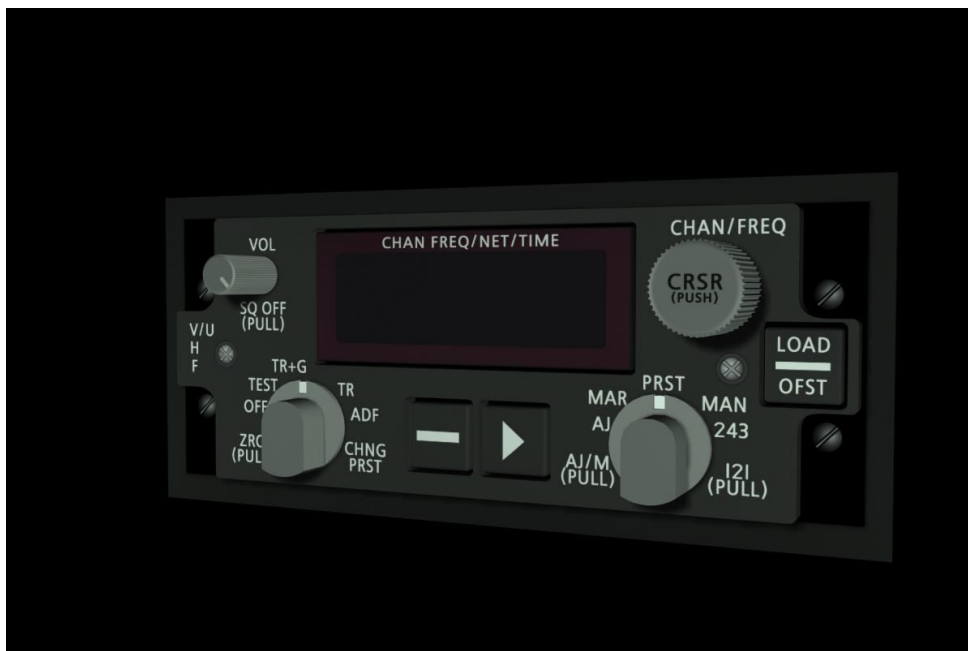 CHAN FREQ/NET/TIME
CHAN/FREQ
CRSR
(PUSH)
VOL
SQ OFF
(PULL)
V/U
H
F
LOAD
OFST
TR+G
TEST
TR
OFF
ADF
ZRO
(PULL)
CHNG
PRST
PRST
MAR
MAN
AJ
243
AJ/M
(PULL)
121
(PULL)